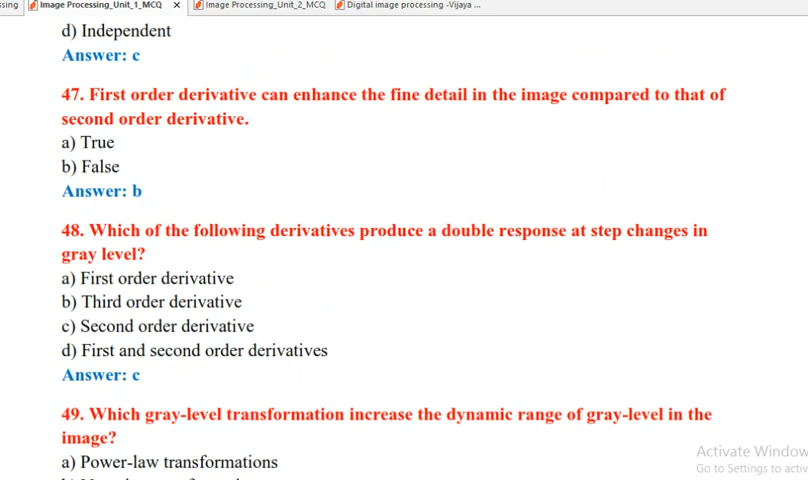 ssing
Image Processing_Unit_1_MCQ
Image Processing_Unit_2_MCQ
Digital image processing -Vijaya ...
d) Independent
Answer: c
47. First order derivative can enhance the fine detail in the image compared to that of
second order derivative.
a) True
b) False
Answer: b
48. Which of the following derivatives produce a double response at step changes in
gray level?
a) First order derivative
b) Third order derivative
c) Second order derivative
d) First and second order derivatives
Answer: c
49. Which gray-level transformation increase the dynamic range of gray-level in the
image?
a) Power-law transformations
Activate Window
Go to Settings to activ